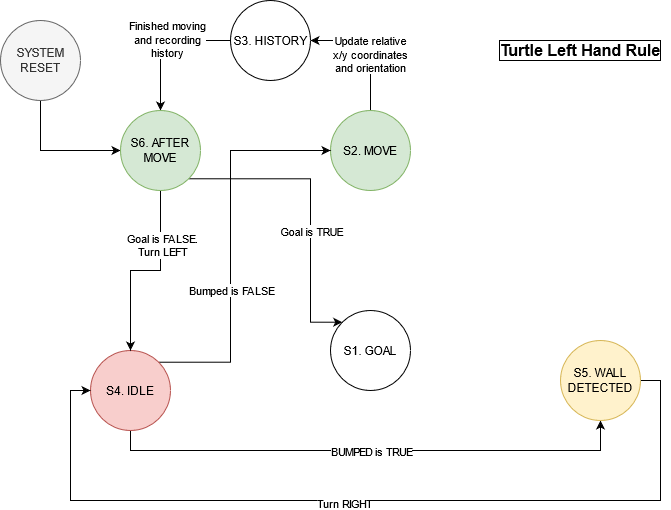 SYSTEM
RESET
Finished moving
and recording
history
S3. HISTORY
Update relative
x/y coordinates
and orientation
Turtle Left Hand Rule
S6. AFTER
MOVE
S2. MOVE
Goal is FALSE.
Turn LEFT
Goal is TRUE
Bumped is FALSE
S1. GOAL
S4. IDLE
S5. WALL
DETECTED
BUMPED is TRUE
Turn RIGHT